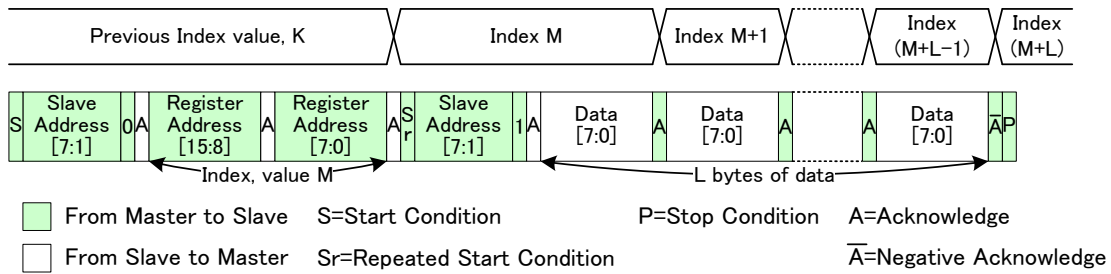 Previous Index value, K Index M Index M+1 Index (M+L-1) Index (M+L)
S Slave Address [7:1] 0 A Register Address [15:8] A Register Address [7:0] A Sr Slave Address [7:1] 1 A Data [7:0] A Data [7:0] A A Data [7:0] A̅ P
Index, value M L bytes of data
From Master to Slave S=Start Condition P=Stop Condition A=Acknowledge
From Slave to Master Sr=Repeated Start Condition A̅=Negative Acknowledge